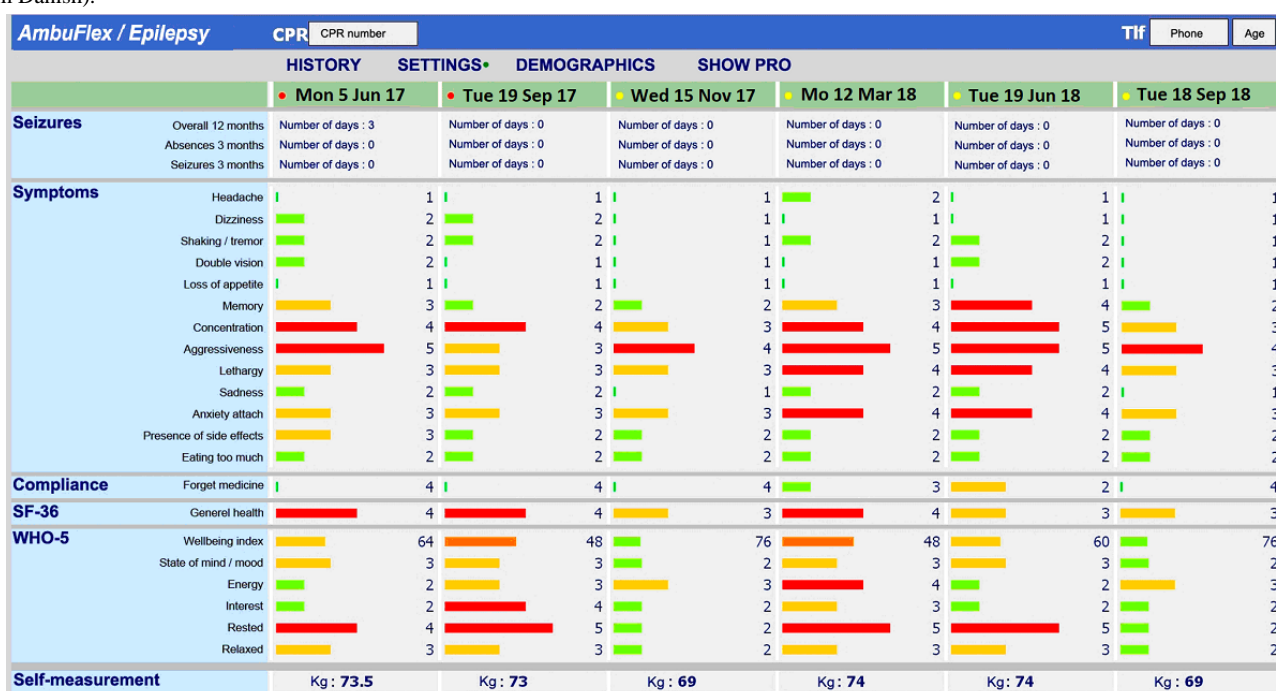 n Danish).
AmbuFlex / Epilepsy CPR CPR number Tlf Phone Age
HISTORY SETTINGS• DEMOGRAPHICS SHOW PRO
Mon 5 Jun 17 Tue 19 Sep 17 Wed 15 Nov 17 Mo 12 Mar 18 Tue 19 Jun 18 Tue 18 Sep 18
Seizures Overall 12 months Number of days : 3 Number of days : 0 Number of days : 0 Number of days : 0 Number of days : 0 Number of days : 0
Absences 3 months Number of days : 0 Number of days : 0 Number of days : 0 Number of days : 0 Number of days : 0 Number of days : 0
Seizures 3 months Number of days : 0 Number of days : 0 Number of days : 0 Number of days : 0 Number of days : 0 Number of days : 0
Symptoms Headache 1 1 1 2 1 1
Dizziness 2 2 1 1 1 1
Shaking / tremor 2 2 1 2 2 1
Double vision 2 1 1 1 2 1
Loss of appetite 1 1 1 1 1 1
Memory 3 2 2 3 4 2
Concentration 4 4 3 4 5 3
Aggressiveness 5 3 4 5 5 4
Lethargy 3 3 3 4 4 3
Sadness 2 2 1 2 2 1
Anxiety attach 3 3 3 4 4 3
Presence of side effects 3 2 2 2 2 2
Eating too much 2 2 2 2 2 2
Compliance Forget medicine 4 4 4 3 2 4
SF-36 Generel health 4 4 3 4 3 3
WHO-5 Wellbeing index 64 48 76 48 60 76
State of mind / mood 3 3 2 3 3 2
Energy 2 3 3 4 2 3
Interest 2 4 2 3 2 2
Rested 4 5 2 5 5 2
Relaxed 3 3 2 3 3 2
Self-measurement Kg : 73.5 Kg : 73 Kg : 69 Kg : 74 Kg : 74 Kg : 69